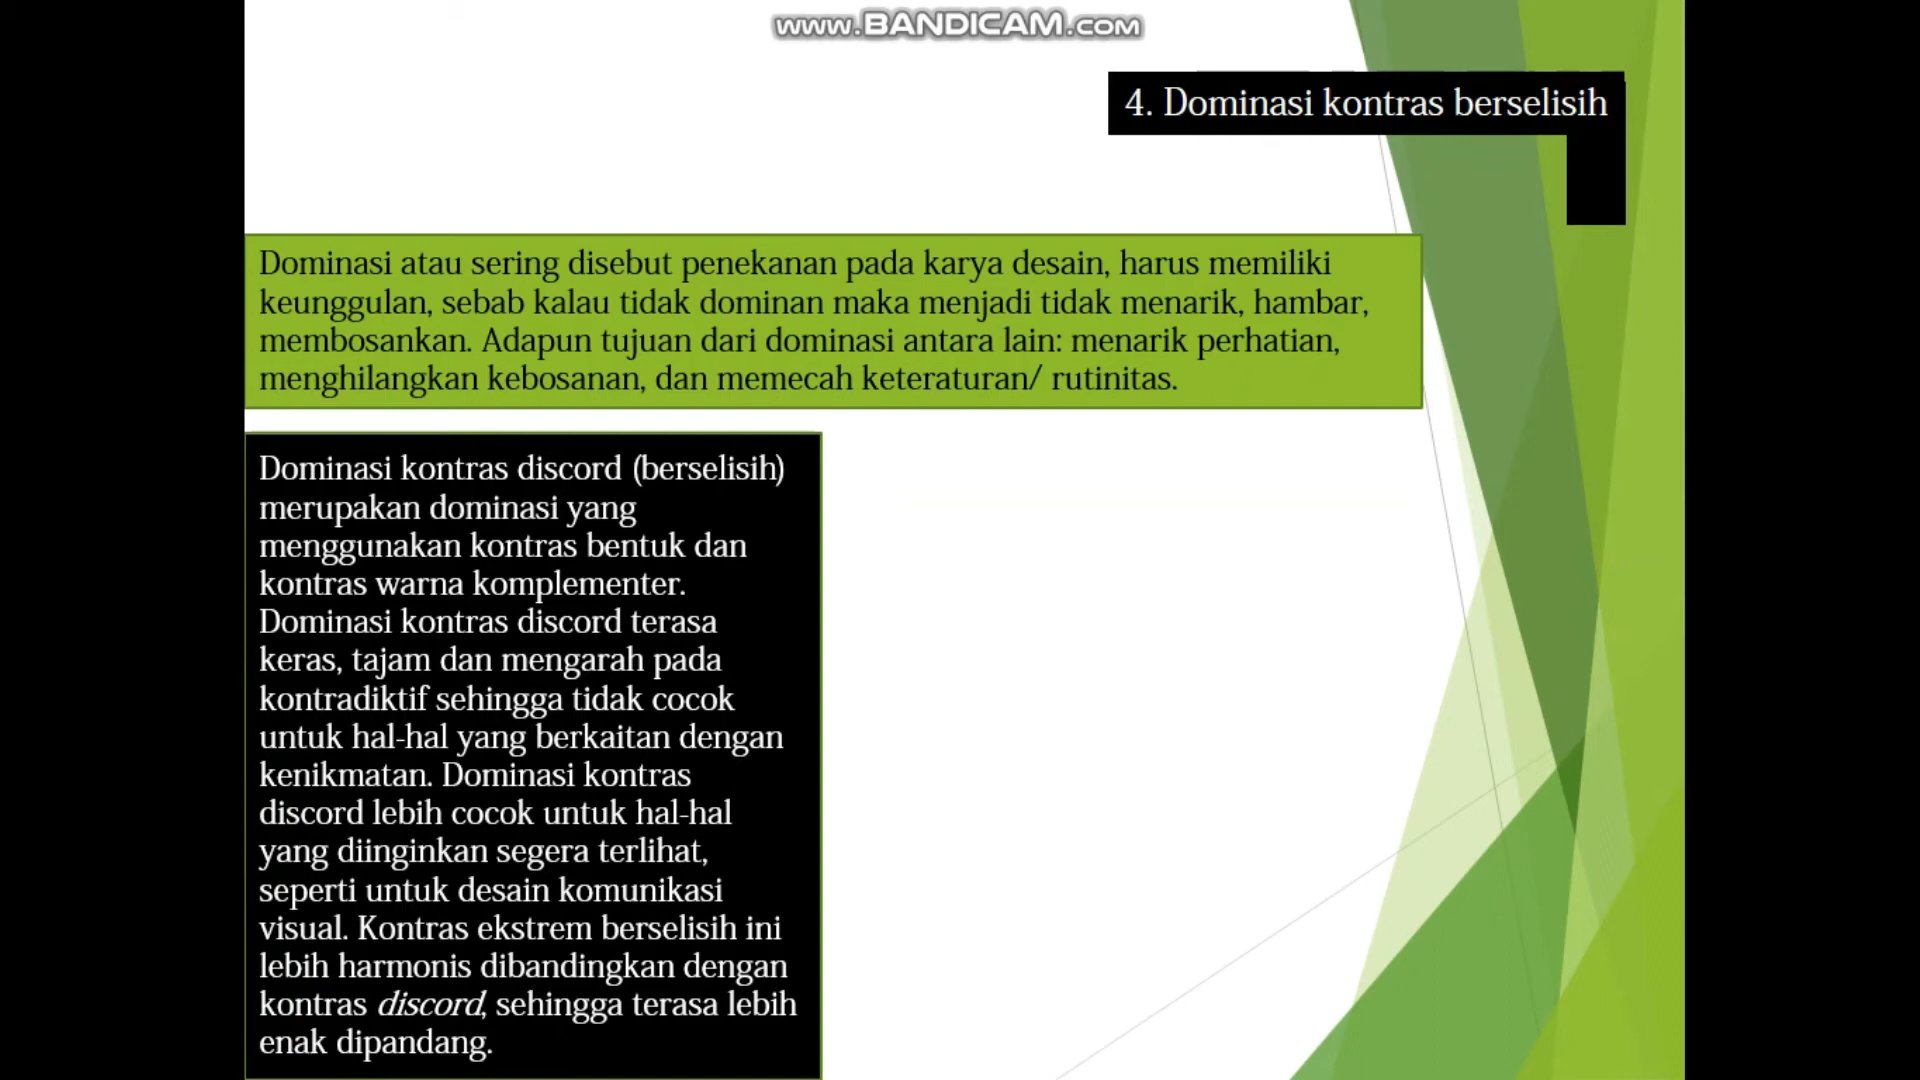 www.BANDICAM.com
4. Dominasi kontras berselisih
Dominasi atau sering disebut penekanan pada karya desain, harus memiliki
keunggulan, sebab kalau tidak dominan maka menjadi tidak menarik, hambar,
membosankan. Adapun tujuan dari dominasi antara lain: menarik perhatian,
menghilangkan kebosanan, dan memecah keteraturan/ rutinitas.
Dominasi kontras discord (berselisih)
merupakan dominasi yang
menggunakan kontras bentuk dan
kontras warna komplementer.
Dominasi kontras discord terasa
keras, tajam dan mengarah pada
kontradiktif sehingga tidak cocok
untuk hal-hal yang berkaitan dengan
kenikmatan. Dominasi kontras
discord lebih cocok untuk hal-hal
yang diinginkan segera terlihat,
seperti untuk desain komunikasi
visual. Kontras ekstrem berselisih ini
lebih harmonis dibandingkan dengan
kontras discord, sehingga terasa lebih
enak dipandang.